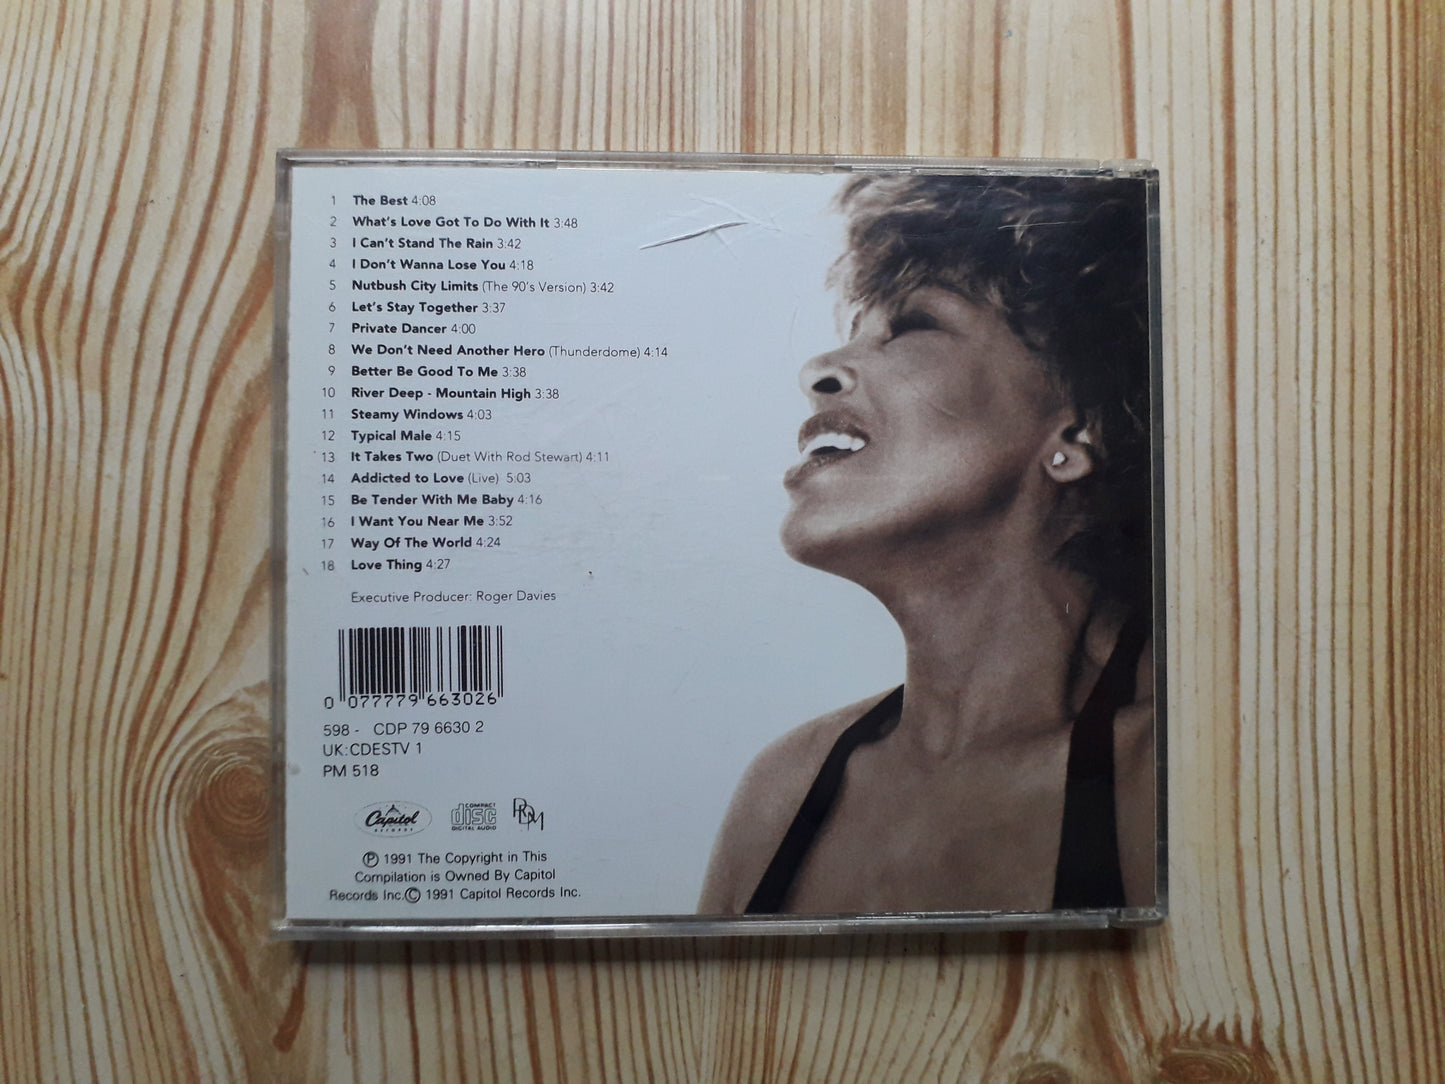 1 The Best 4:08
2 What's Love Got To Do With It 3:48
3 I Can't Stand The Rain 3:42
4 I Don't Wanna Lose You 4:18
5 Nutbush City Limits (The 90's Version) 3:42
6 Let's Stay Together 3:37
7 Private Dancer 4:00
8 We Don't Need Another Hero (Thunderdome) 4:14
9 Better Be Good To Me 3:38
10 River Deep - Mountain High 3:38
11 Steamy Windows 4:03
12 Typical Male 4:15
13 It Takes Two (Duet With Rod Stewart) 4:11
14 Addicted to Love (Live) 5:03
15 Be Tender With Me Baby 4:16
16 I Want You Near Me 3:52
17 Way Of The World 4:24
18 Love Thing 4:27
Executive Producer: Roger Davies
0 077779 663026
598 - CDP 79 6630 2
UK:CDESTV 1
PM 518
Capitol RECORDS
COMPACT disc DIGITAL AUDIO
RDM
Ⓟ 1991 The Copyright in This
Compilation is Owned By Capitol
Records Inc.© 1991 Capitol Records Inc.